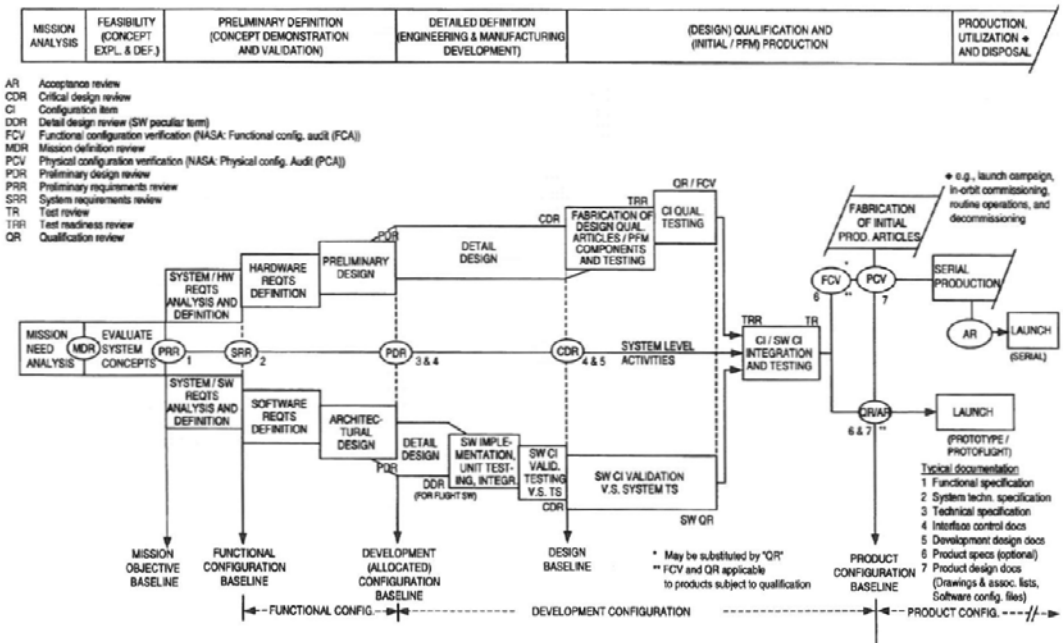 MISSION
ANALYSIS
FEASIBILITY
(CONCEPT
EXPL. & DEF.)
PRELIMINARY DEFINITION
(CONCEPT DEMONSTRATION
AND VALIDATION)
DETAILED DEFINITION
(ENGINEERING & MANUFACTURING
DEVELOPMENT)
(DESIGN) QUALIFICATION AND
(INITIAL / PFM) PRODUCTION
PRODUCTION,
UTILIZATION +
AND DISPOSAL
AR Acceptance review
CDR Critical design review
CI Configuration item
DDR Detail design review (SW peculiar term)
FCV Functional configuration verification (NASA: Functional config. audit (FCA))
MDR Mission definition review
PCV Physical configuration verification (NASA: Physical config. Audit (PCA))
PDR Preliminary design review
PRR Preliminary requirements review
SRR System requirements review
TR Test review
TRR Test readiness review
QR Qualification review
+ e.g., launch campaign,
in-orbit commissioning,
routine operations, and
decommissioning
QR / FCV
TRR
CDR
PDR
SYSTEM / HW
REQTS
ANALYSIS AND
DEFINITION
HARDWARE
REQTS
DEFINITION
PRELIMINARY
DESIGN
DETAIL
DESIGN
FABRICATION OF
DESIGN QUAL.
ARTICLES / PFM
COMPONENTS
AND TESTING
CI QUAL.
TESTING
FABRICATION
OF INITIAL
PROD. ARTICLES
FCV
*
6
**
PCV
7
SERIAL
PRODUCTION
AR
LAUNCH
(SERIAL)
MISSION
NEED
ANALYSIS
MDR
EVALUATE
SYSTEM
CONCEPTS
PRR
1
SRR
2
PDR
3 & 4
CDR
4 & 5
SYSTEM LEVEL
ACTIVITIES
TRR
TR
CI / SW CI
INTEGRATION
AND TESTING
SYSTEM / SW
REQTS
ANALYSIS AND
DEFINITION
SOFTWARE
REQTS
DEFINITION
ARCHITEC-
TURAL
DESIGN
PDR
DETAIL
DESIGN
DDR
(FOR FLIGHT SW)
SW IMPLE-
MENTATION,
UNIT TEST-
ING, INTEGR.
SW CI
VALID.
TESTING
V.S. TS
CDR
SW CI VALIDATION
V.S. SYSTEM TS
SW QR
QR/AR
6 & 7
**
LAUNCH
(PROTOTYPE /
PROTOFLIGHT)
Typical documentation
1 Functional specification
2 System techn. specification
3 Technical specification
4 Interface control docs
5 Development design docs
6 Product specs (optional)
7 Product design docs
(Drawings & assoc. lists,
Software config. files)
MISSION
OBJECTIVE
BASELINE
FUNCTIONAL
CONFIGURATION
BASELINE
DEVELOPMENT
(ALLOCATED)
CONFIGURATION
BASELINE
DESIGN
BASELINE
* May be substituted by "QR"
** FCV and QR applicable
to products subject to qualification
PRODUCT
CONFIGURATION
BASELINE
FUNCTIONAL CONFIG.
DEVELOPMENT CONFIGURATION
PRODUCT CONFIG.